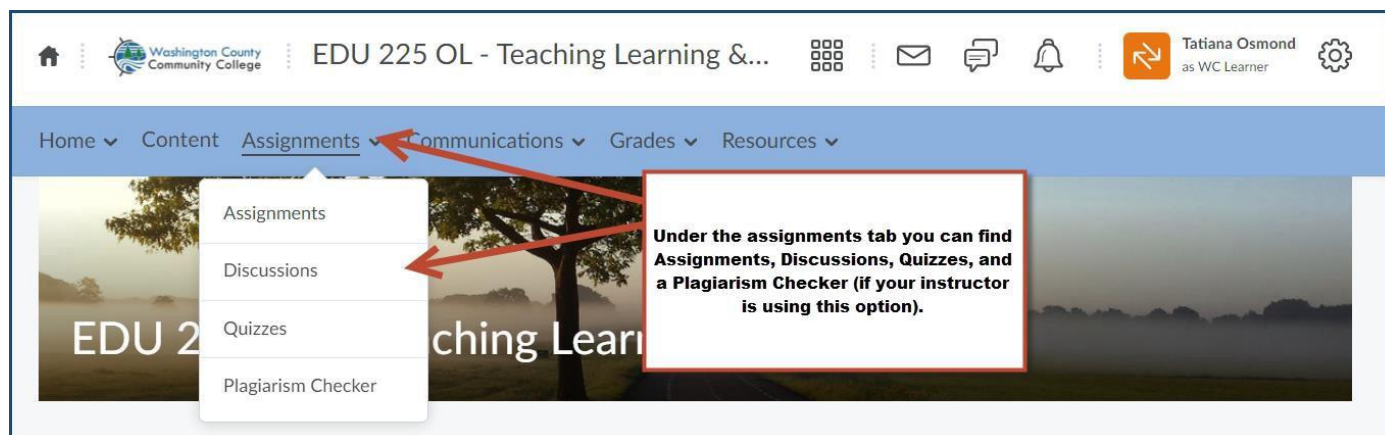 Washington County
Community College
EDU 225 OL - Teaching Learning &...
Tatiana Osmond
as WC Learner
Home Content Assignments Communications Grades Resources
Assignments
Discussions
Quizzes
Plagiarism Checker
Under the assignments tab you can find
Assignments, Discussions, Quizzes, and
a Plagiarism Checker (if your instructor
is using this option).
EDU 2 ching Lear